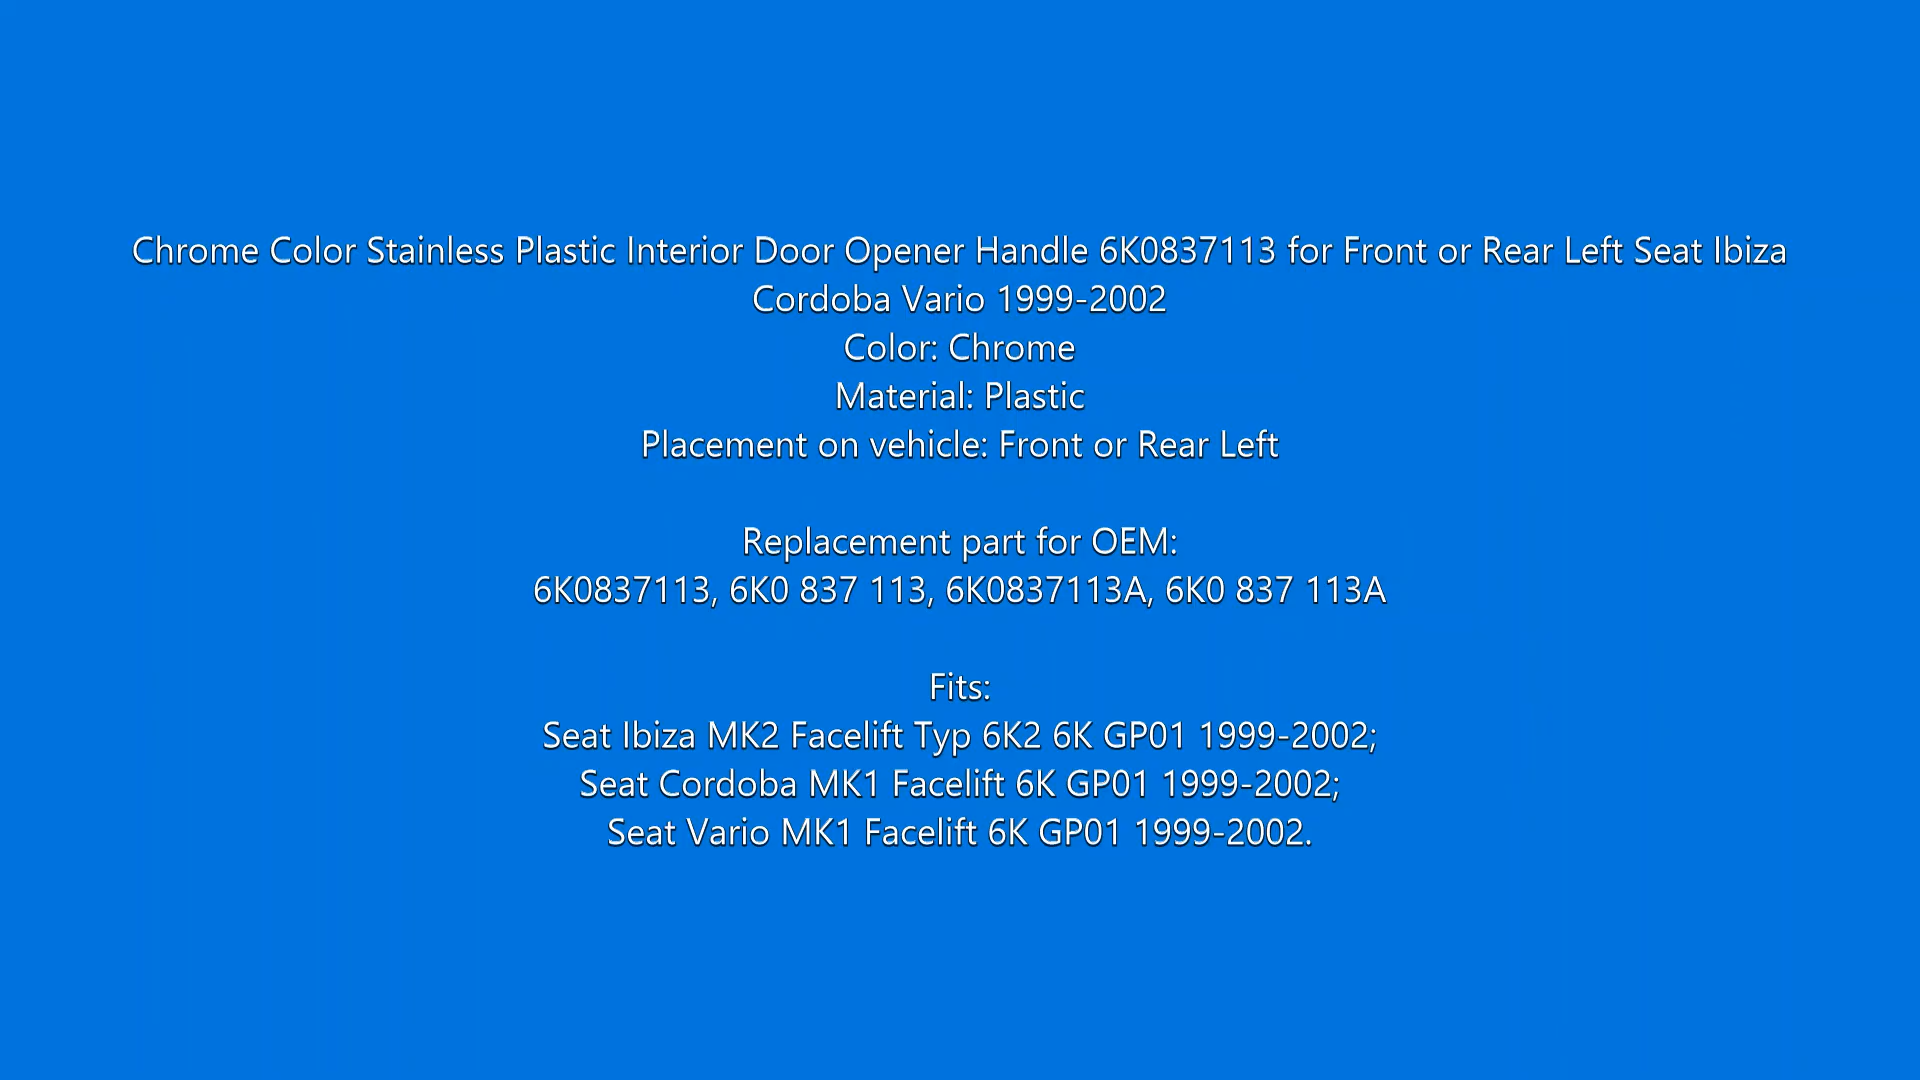 Chrome Color Stainless Plastic Interior Door Opener Handle 6K0837113 for Front or Rear Left Seat Ibiza
Cordoba Vario 1999-2002
Color: Chrome
Material: Plastic
Placement on vehicle: Front or Rear Left
Replacement part for OEM:
6K0837113, 6K0 837 113, 6K0837113A, 6K0 837 113A
Fits:
Seat Ibiza MK2 Facelift Typ 6K2 6K GP01 1999-2002;
Seat Cordoba MK1 Facelift 6K GP01 1999-2002;
Seat Vario MK1 Facelift 6K GP01 1999-2002.